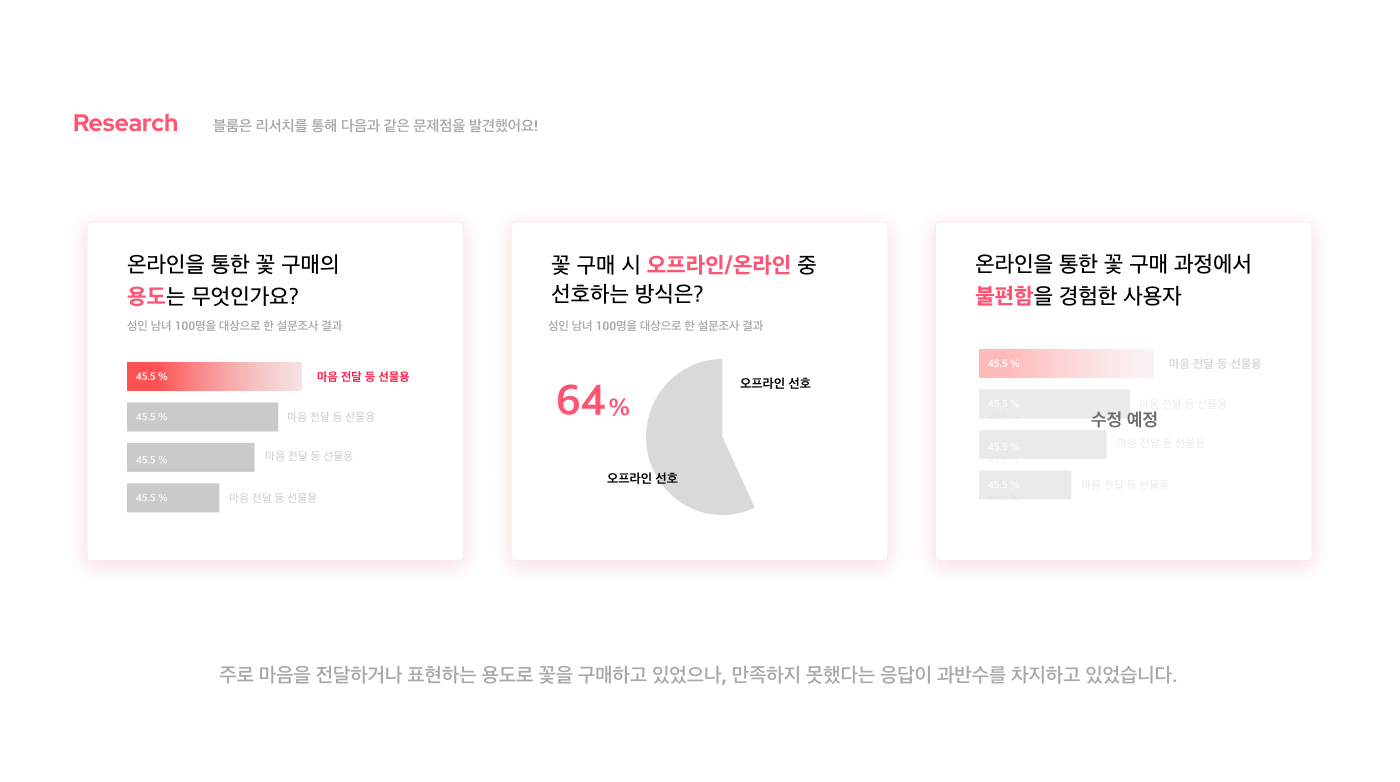 Research
블룸은 리서치를 통해 다음과 같은 문제점을 발견했어요!
온라인을 통한 꽃 구매의
용도는 무엇인가요?
성인 남녀 100명을 대상으로 한 설문조사 결과
45.5 %
마음 전달 등 선물용
45.5 %
마음 전달 등 선물용
45.5 %
마음 전달 등 선물용
45.5 %
마음 전달 등 선물용
꽃 구매 시 오프라인/온라인 중
선호하는 방식은?
성인 남녀 100명을 대상으로 한 설문조사 결과
64%
오프라인 선호
오프라인 선호
온라인을 통한 꽃 구매 과정에서
불편함을 경험한 사용자
45.5 %
마음 전달 등 선물용
45.5 %
마음 전달 등 선물용
수정 예정
45.5 %
마음 전달 등 선물용
45.5 %
마음 전달 등 선물용
주로 마음을 전달하거나 표현하는 용도로 꽃을 구매하고 있었으나, 만족하지 못했다는 응답이 과반수를 차지하고 있었습니다.